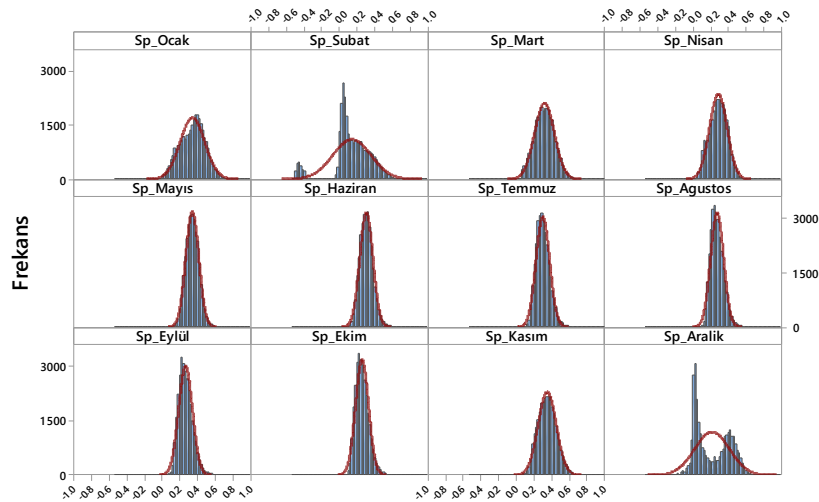 -1.0 -0.8 -0.6 -0.4 -0.2 0.0 0.2 0.4 0.6 0.8 1.0 -1.0 -0.8 -0.6 -0.4 -0.2 0.0 0.2 0.4 0.6 0.8 1.0
Sp_Ocak Sp_Subat Sp_Mart Sp_Nisan
3000
1500
0
Sp_Mayıs Sp_Haziran Sp_Temmuz Sp_Agustos
3000
1500
0
Frekans
Sp_Eylül Sp_Ekim Sp_Kasım Sp_Aralik
3000
1500
0
-1.0 -0.8 -0.6 -0.4 -0.2 0.0 0.2 0.4 0.6 0.8 1.0 -1.0 -0.8 -0.6 -0.4 -0.2 0.0 0.2 0.4 0.6 0.8 1.0